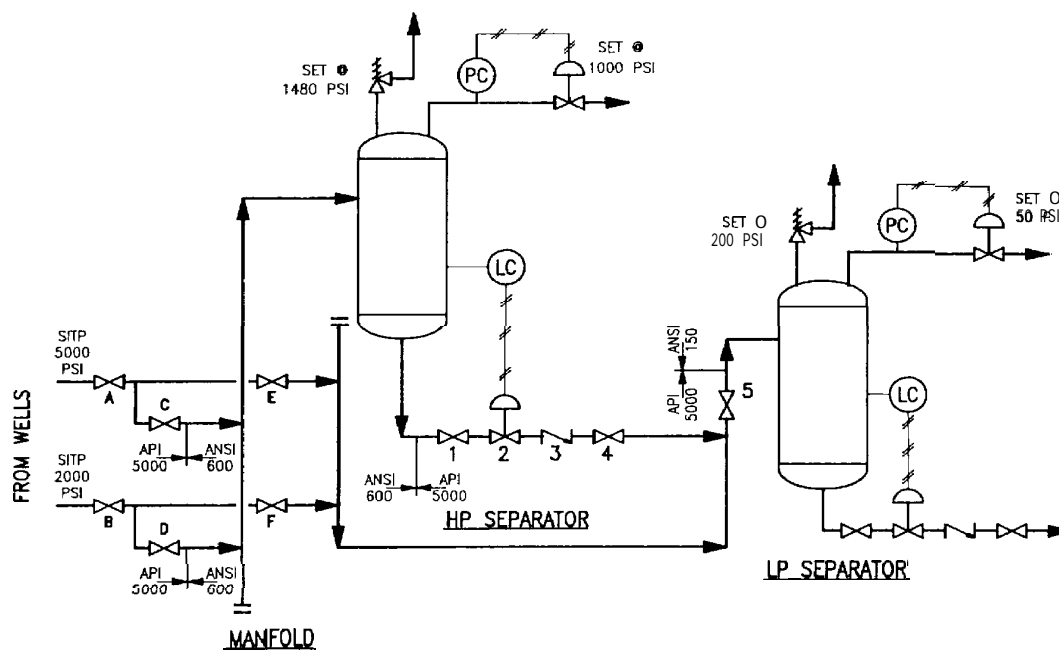 SET @
1480 PSI
PC
SET @
1000 PSI
SET O
200 PSI
PC
SET O
50 PSI
LC
LC
FROM WELLS
SITP
5000
PSI
A
C
E
API
5000
ANSI
600
SITP
2000
PSI
B
D
F
API
5000
ANSI
600
1
2
3
4
5
ANSI
600
API
5000
ANSI
150
API
5000
HP SEPARATOR
LP SEPARATOR
MANFOLD